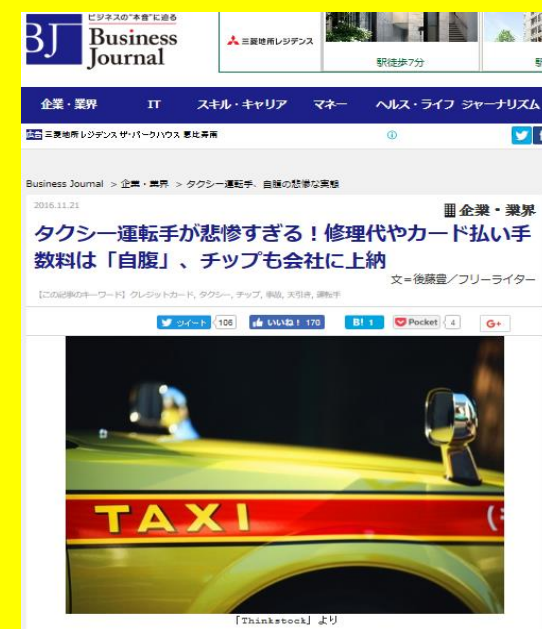 ビジネスの"本音"に迫る
BJ Business Journal
三菱地所レジデンス
駅徒歩7分
企業・業界 IT スキル・キャリア マネー ヘルス・ライフ ジャーナリズム
広告 三菱地所レジデンス ザ・パークハウス 恵比寿南
Business Journal > 企業・業界 > タクシー運転手、自腹の悲惨な実態
2016.11.21
企業・業界
タクシー運転手が悲惨すぎる！修理代やカード払い手
数料は「自腹」、チップも会社に上納
文＝後藤豊／フリーライター
【この記事のキーワード】クレジットカード, タクシー, チップ, 事故, 天引き, 運転手
ツイート 106 いいね！ 170 B! 1 Pocket 4 G+
TAXI
「Thinkstock」より